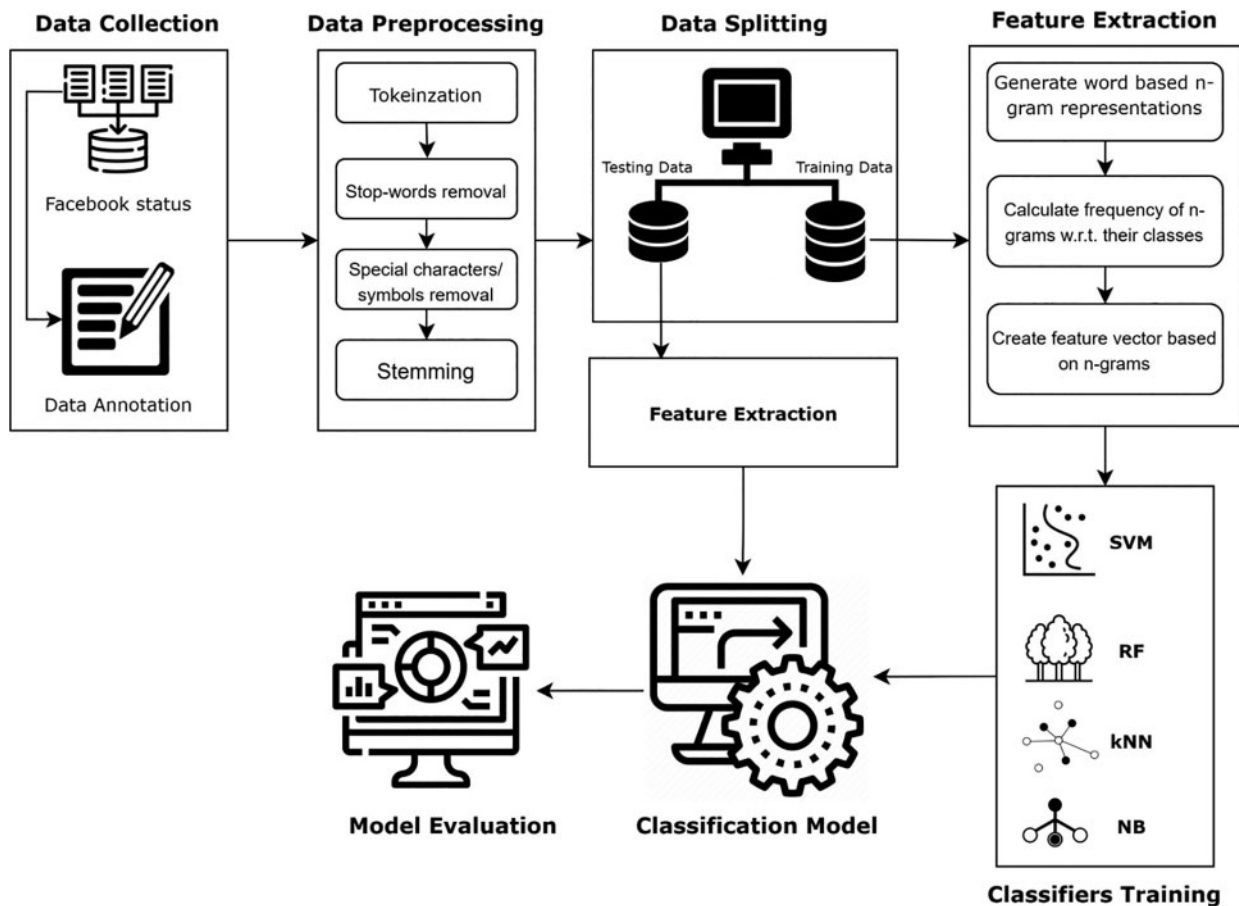 Data Collection
Facebook status
Data Annotation
Data Preprocessing
Tokeinzation
Stop-words removal
Special characters/
symbols removal
Stemming
Data Splitting
Testing Data
Training Data
Feature Extraction
Generate word based n-
gram representations
Calculate frequency of n-
grams w.r.t. their classes
Create feature vector based
on n-grams
Feature Extraction
SVM
RF
kNN
NB
Classifiers Training
Classification Model
Model Evaluation